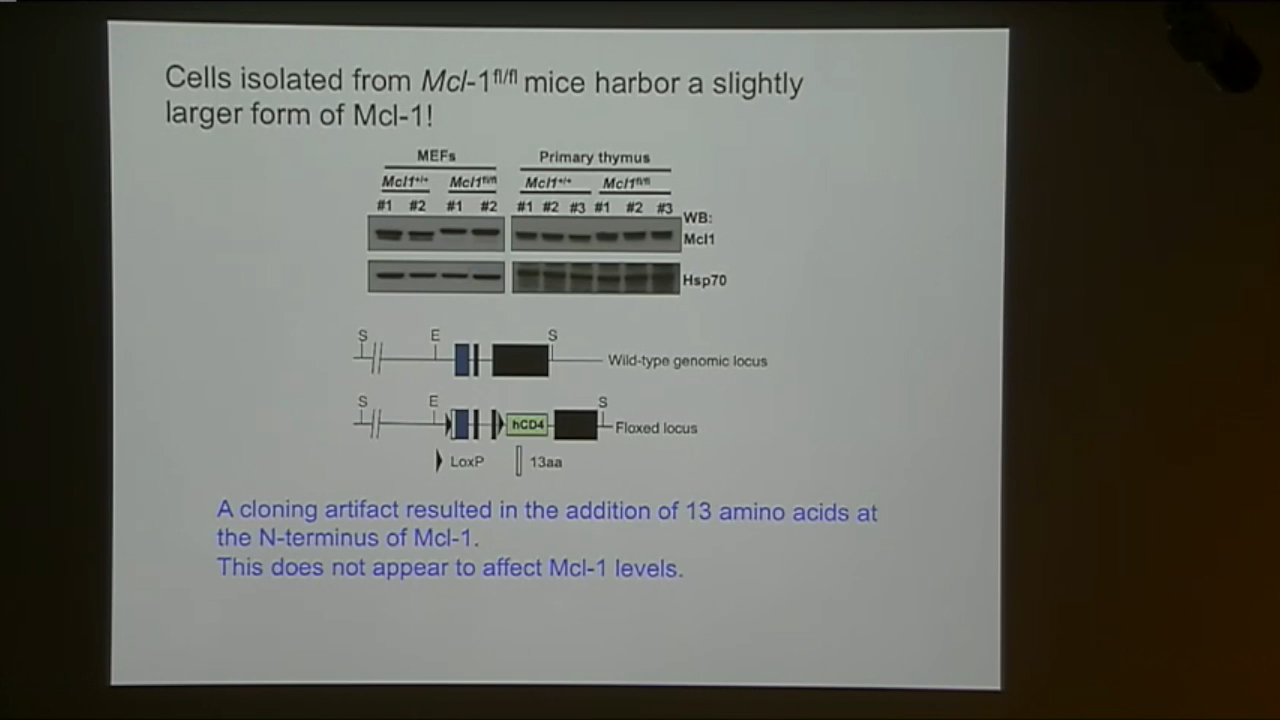 Cells isolated from Mcl-1fl/fl mice harbor a slightly
larger form of Mcl-1!
MEFs
Primary thymus
Mcl1+/+ Mcl1fl/fl Mcl1+/+ Mcl1fl/fl
#1 #2 #1 #2 #1 #2 #3 #1 #2 #3
WB:
Mcl1
Hsp70
S E S
Wild-type genomic locus
S E S
hCD4
Floxed locus
LoxP 13aa
A cloning artifact resulted in the addition of 13 amino acids at
the N-terminus of Mcl-1.
This does not appear to affect Mcl-1 levels.